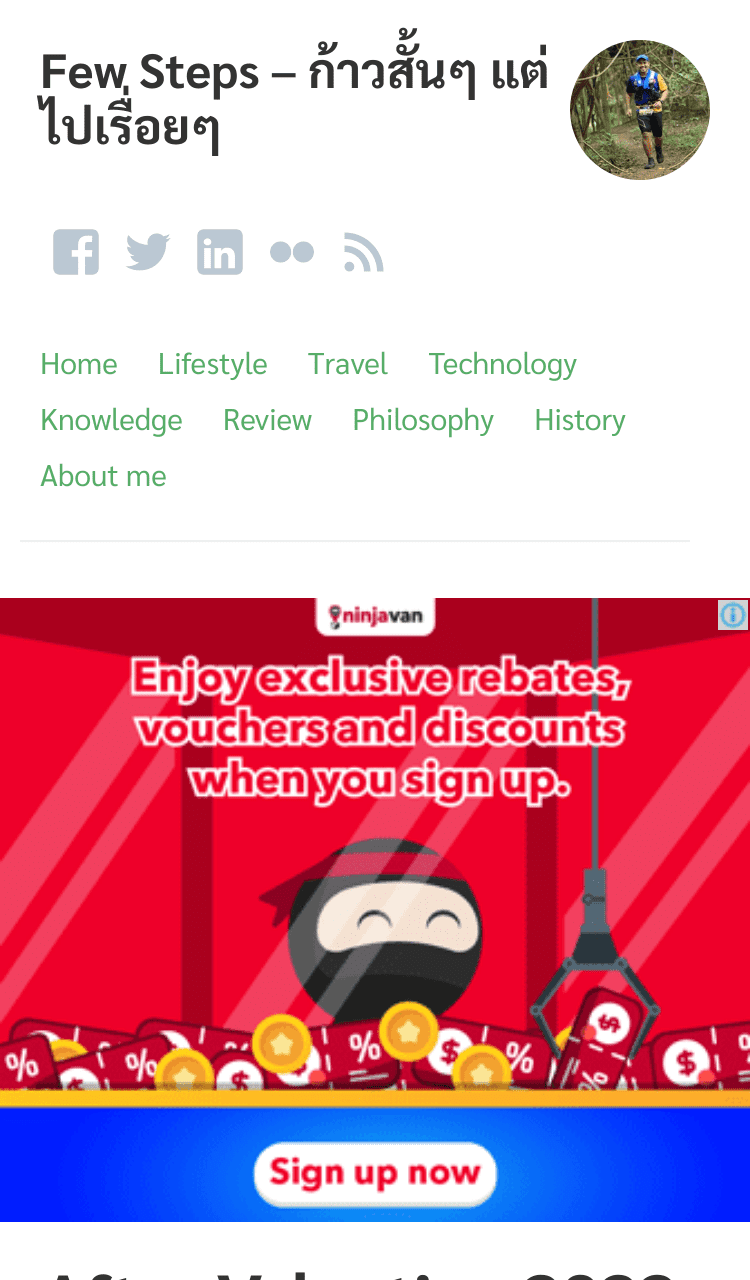 Few Steps – ก้าวสั้นๆ แต่
ไปเรื่อยๆ
Home Lifestyle Travel Technology
Knowledge Review Philosophy History
About me
ninjavan
Enjoy exclusive rebates,
vouchers and discounts
when you sign up.
% % $ $ % $ % $ % $ %
Sign up now